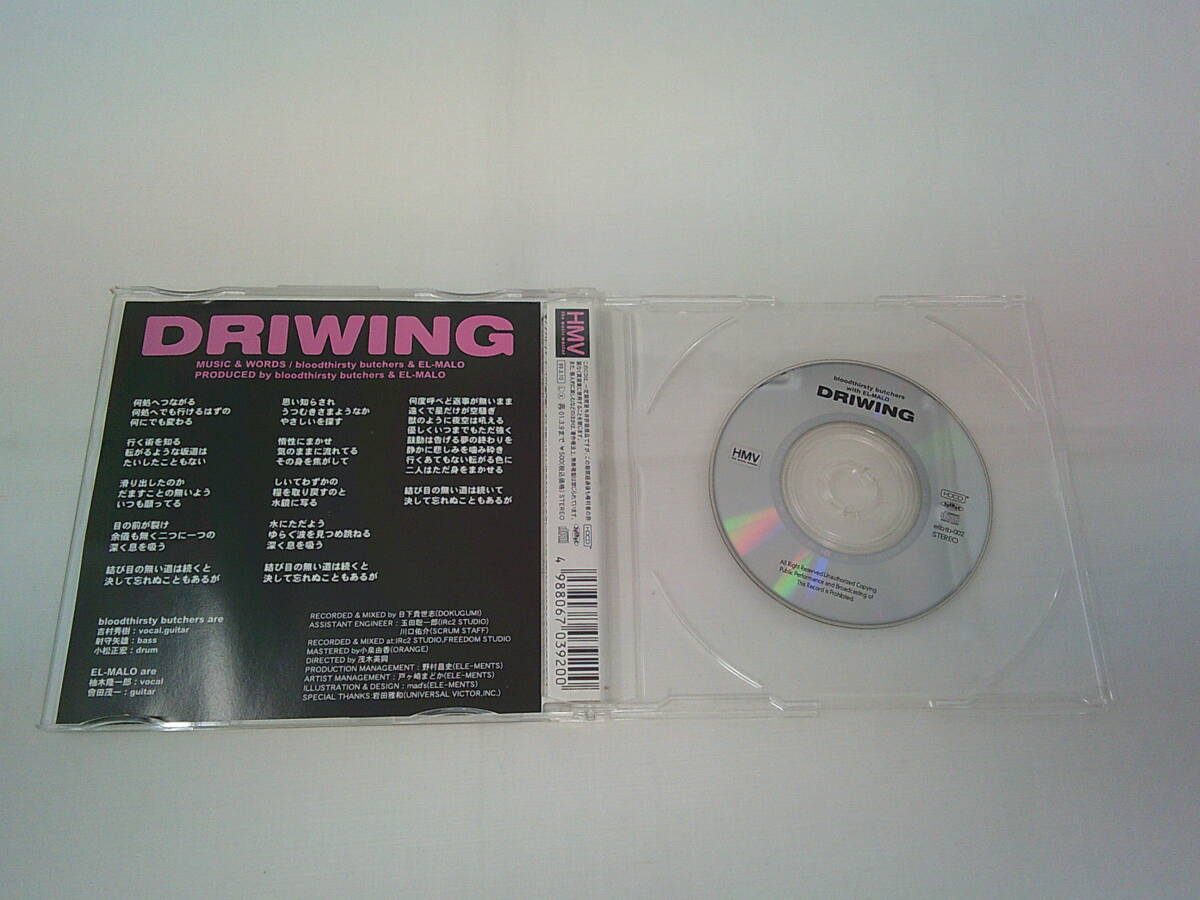 DRIWING
MUSIC & WORDS / bloodthirsty butchers & EL-MALO
PRODUCED by bloodthirsty butchers & EL-MALO
何処へつながる
何処へでも行けるはずの
何にでも変わる
行く術を知る
転がるような坂道は
たいしたこともない
滑り出したのか
だますことの無いよう
いつも願ってる
目の前が裂け
余儀も無く二つに一つの
深く息を吸う
結び目の無い道は続くと
決して忘れぬこともあるが
思い知らされ
うつむきさまようなか
やさしいを探す
惰性にまかせ
気のままに流れてる
その身を焦がして
しいてわずかの
糧を取り戻すのと
水鏡に写る
水にただよう
ゆらぐ波を見つめ跳ねる
深く息を吸う
結び目の無い道は続くと
決して忘れぬこともあるが
何度呼べど返事が無いまま
遠くで星だけが空騒ぎ
獣のように夜空は吼える
優しくいつまでもただ強く
鼓動は告げる夢の終わりを
静かに悲しみを噛み砕き
行くあてもない転がる色に
二人はただ身をまかせる
結び目の無い道は続いて
決して忘れぬこともあるが
bloodthirsty butchers are
吉村秀樹:vocal,guitar
射守矢雄:bass
小松正宏:drum
EL-MALO are
柚木隆一郎:vocal
會田茂一:guitar
RECORDED & MIXED by 日下貴世志(DOKUGUMI)
ASSISTANT ENGINEER:玉田聡一郎(IRc2 STUDIO)
川口佑介(SCRUM STAFF)
RECORDED & MIXED at:IRc2 STUDIO,FREEDOM STUDIO
MASTERED by小泉由香(ORANGE)
DIRECTED by 茂木英興
PRODUCTION MANAGEMENT:野村昌史(ELE-MENTS)
ARTIST MANAGEMENT:戸ヶ崎まどか(ELE-MENTS)
ILLUSTRATION & DESIGN:mad's(ELE-MENTS)
SPECIAL THANKS:岩田雅和(UNIVERSAL VICTOR,INC.)
HMV
the music master
01.3.9まで ¥500(税込価格) STEREO
HDCD
4 988067 039200
bloodthirsty butchers
with EL-MALO
DRIWING
HMV
HDCD
elbtb-002
STEREO
All Right Reserved.Unauthorized Copying
Public Performance and Broadcasting of
This Record is Prohibited.